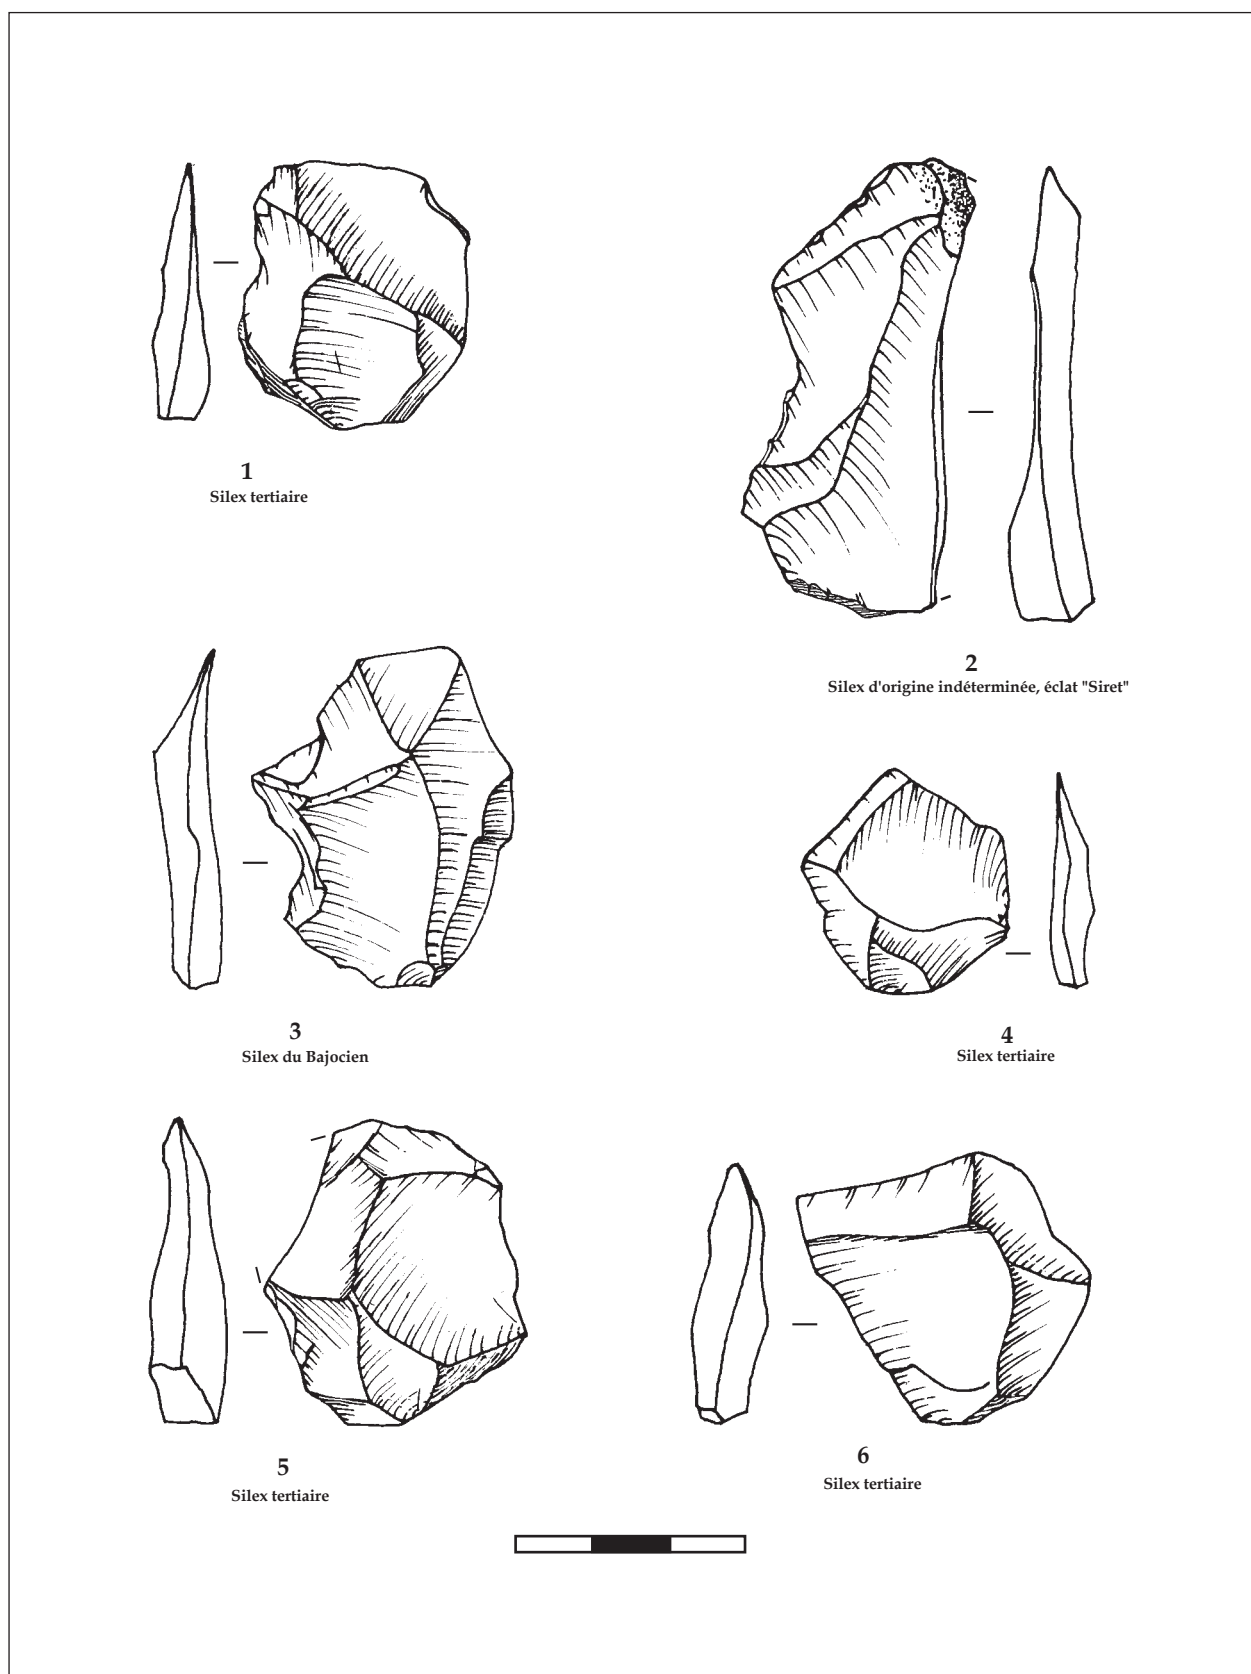 1
Silex tertiaire
2
Silex d'origine indéterminée, éclat "Siret"
3
Silex du Bajocien
4
Silex tertiaire
5
Silex tertiaire
6
Silex tertiaire